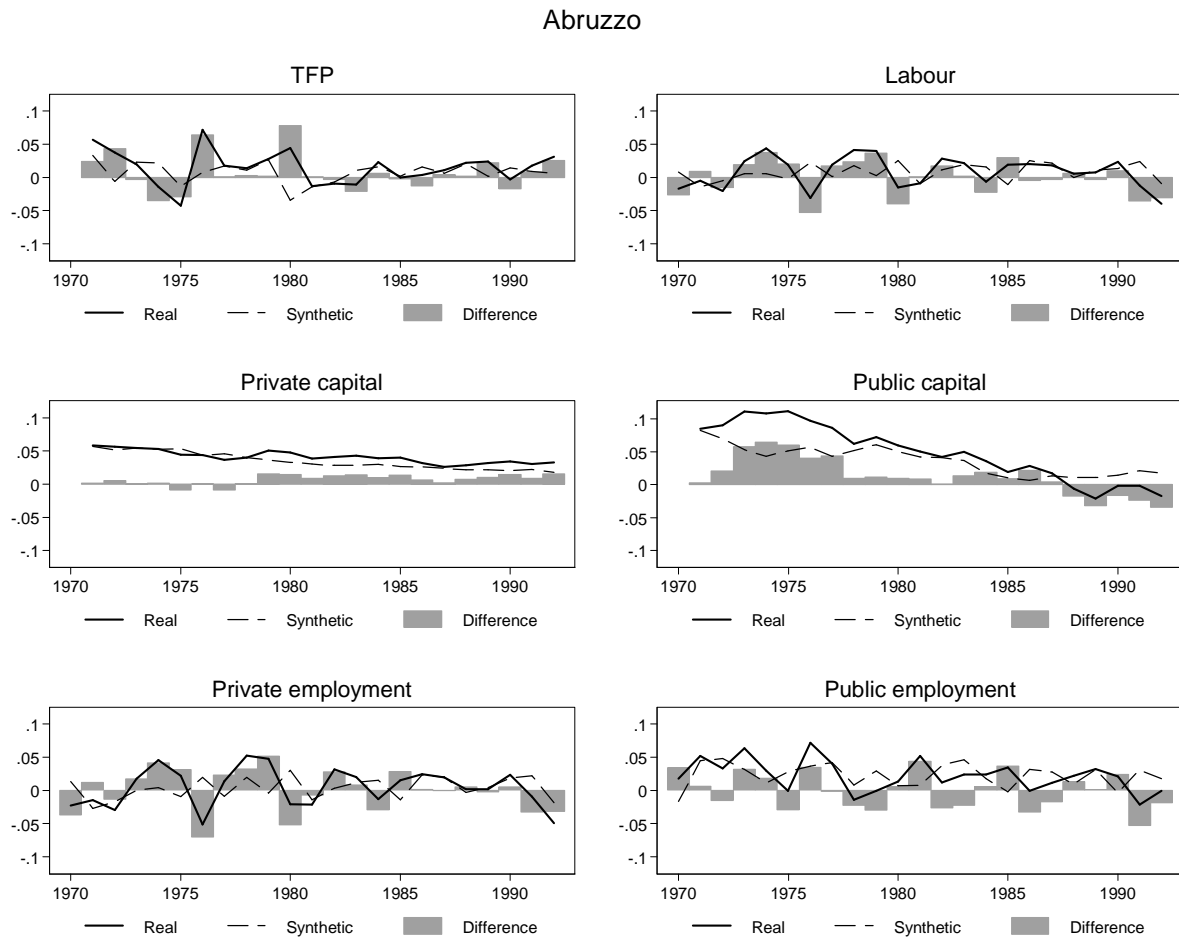 Abruzzo
TFP
.1
.05
0
-.05
-.1
1970 1975 1980 1985 1990
Real Synthetic Difference
Labour
.1
.05
0
-.05
-.1
1970 1975 1980 1985 1990
Real Synthetic Difference
Private capital
.1
.05
0
-.05
-.1
1970 1975 1980 1985 1990
Real Synthetic Difference
Public capital
.1
.05
0
-.05
-.1
1970 1975 1980 1985 1990
Real Synthetic Difference
Private employment
.1
.05
0
-.05
-.1
1970 1975 1980 1985 1990
Real Synthetic Difference
Public employment
.1
.05
0
-.05
-.1
1970 1975 1980 1985 1990
Real Synthetic Difference